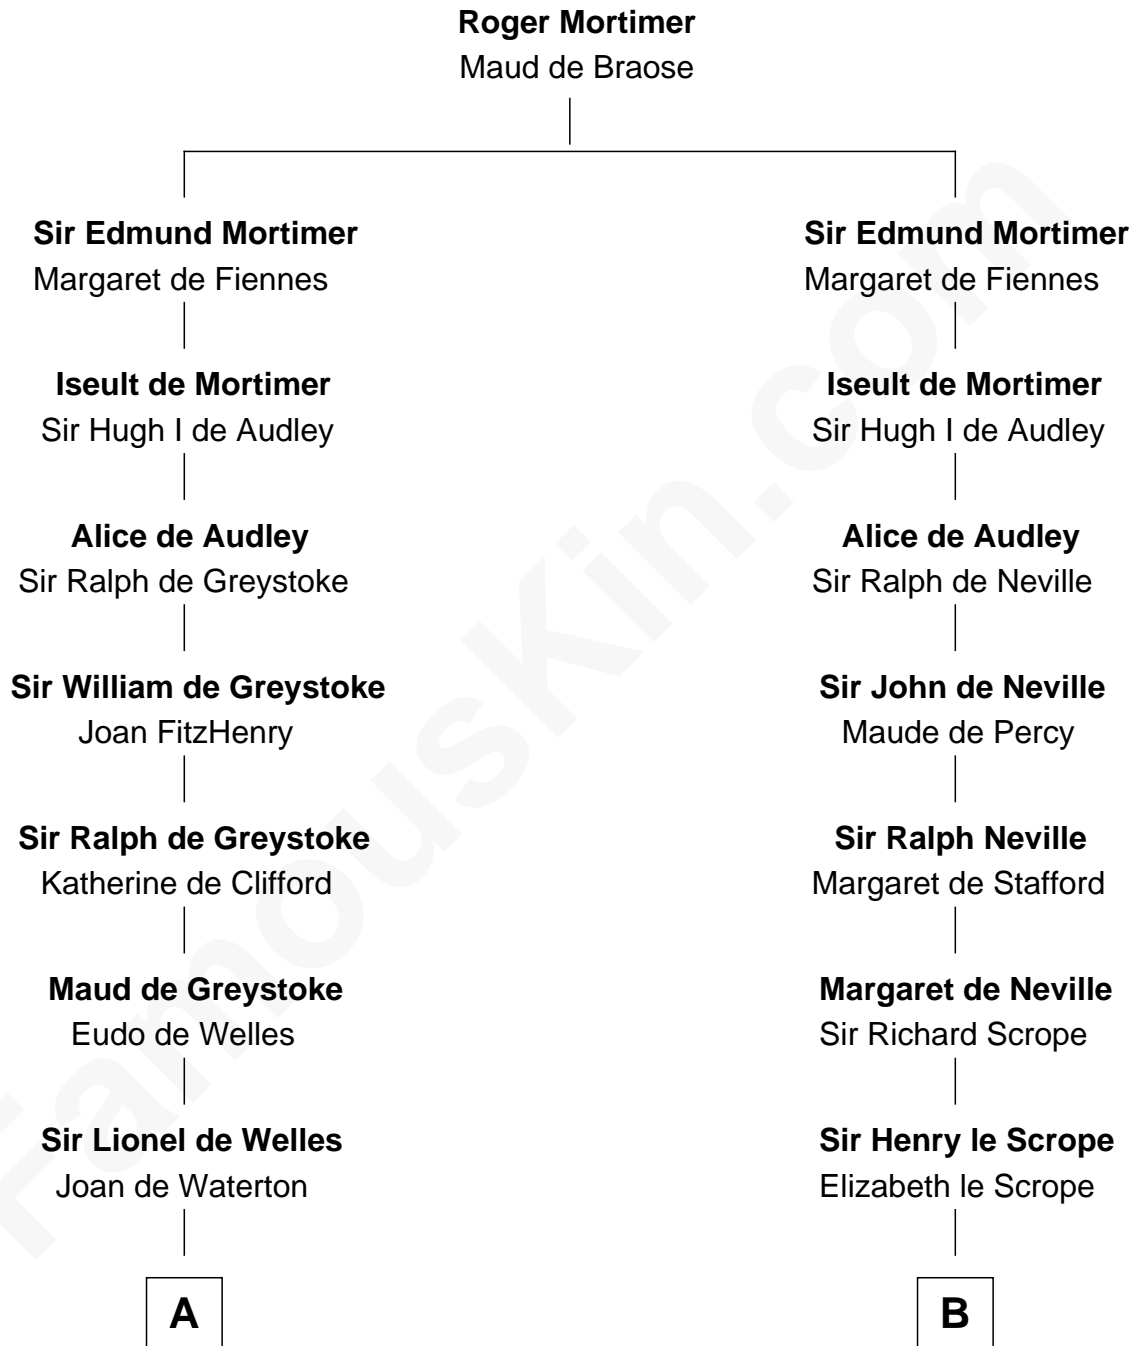 Roger Mortimer
Maud de Braose
Sir Edmund Mortimer
Margaret de Fiennes
Sir Edmund Mortimer
Margaret de Fiennes
Iseult de Mortimer
Sir Hugh I de Audley
Iseult de Mortimer
Sir Hugh I de Audley
Alice de Audley
Sir Ralph de Greystoke
Alice de Audley
Sir Ralph de Neville
Sir William de Greystoke
Joan FitzHenry
Sir John de Neville
Maude de Percy
Sir Ralph de Greystoke
Katherine de Clifford
Sir Ralph Neville
Margaret de Stafford
Maud de Greystoke
Eudo de Welles
Margaret de Neville
Sir Richard Scrope
Sir Lionel de Welles
Joan de Waterton
Sir Henry le Scrope
Elizabeth le Scrope
A
B
FamousKin.com